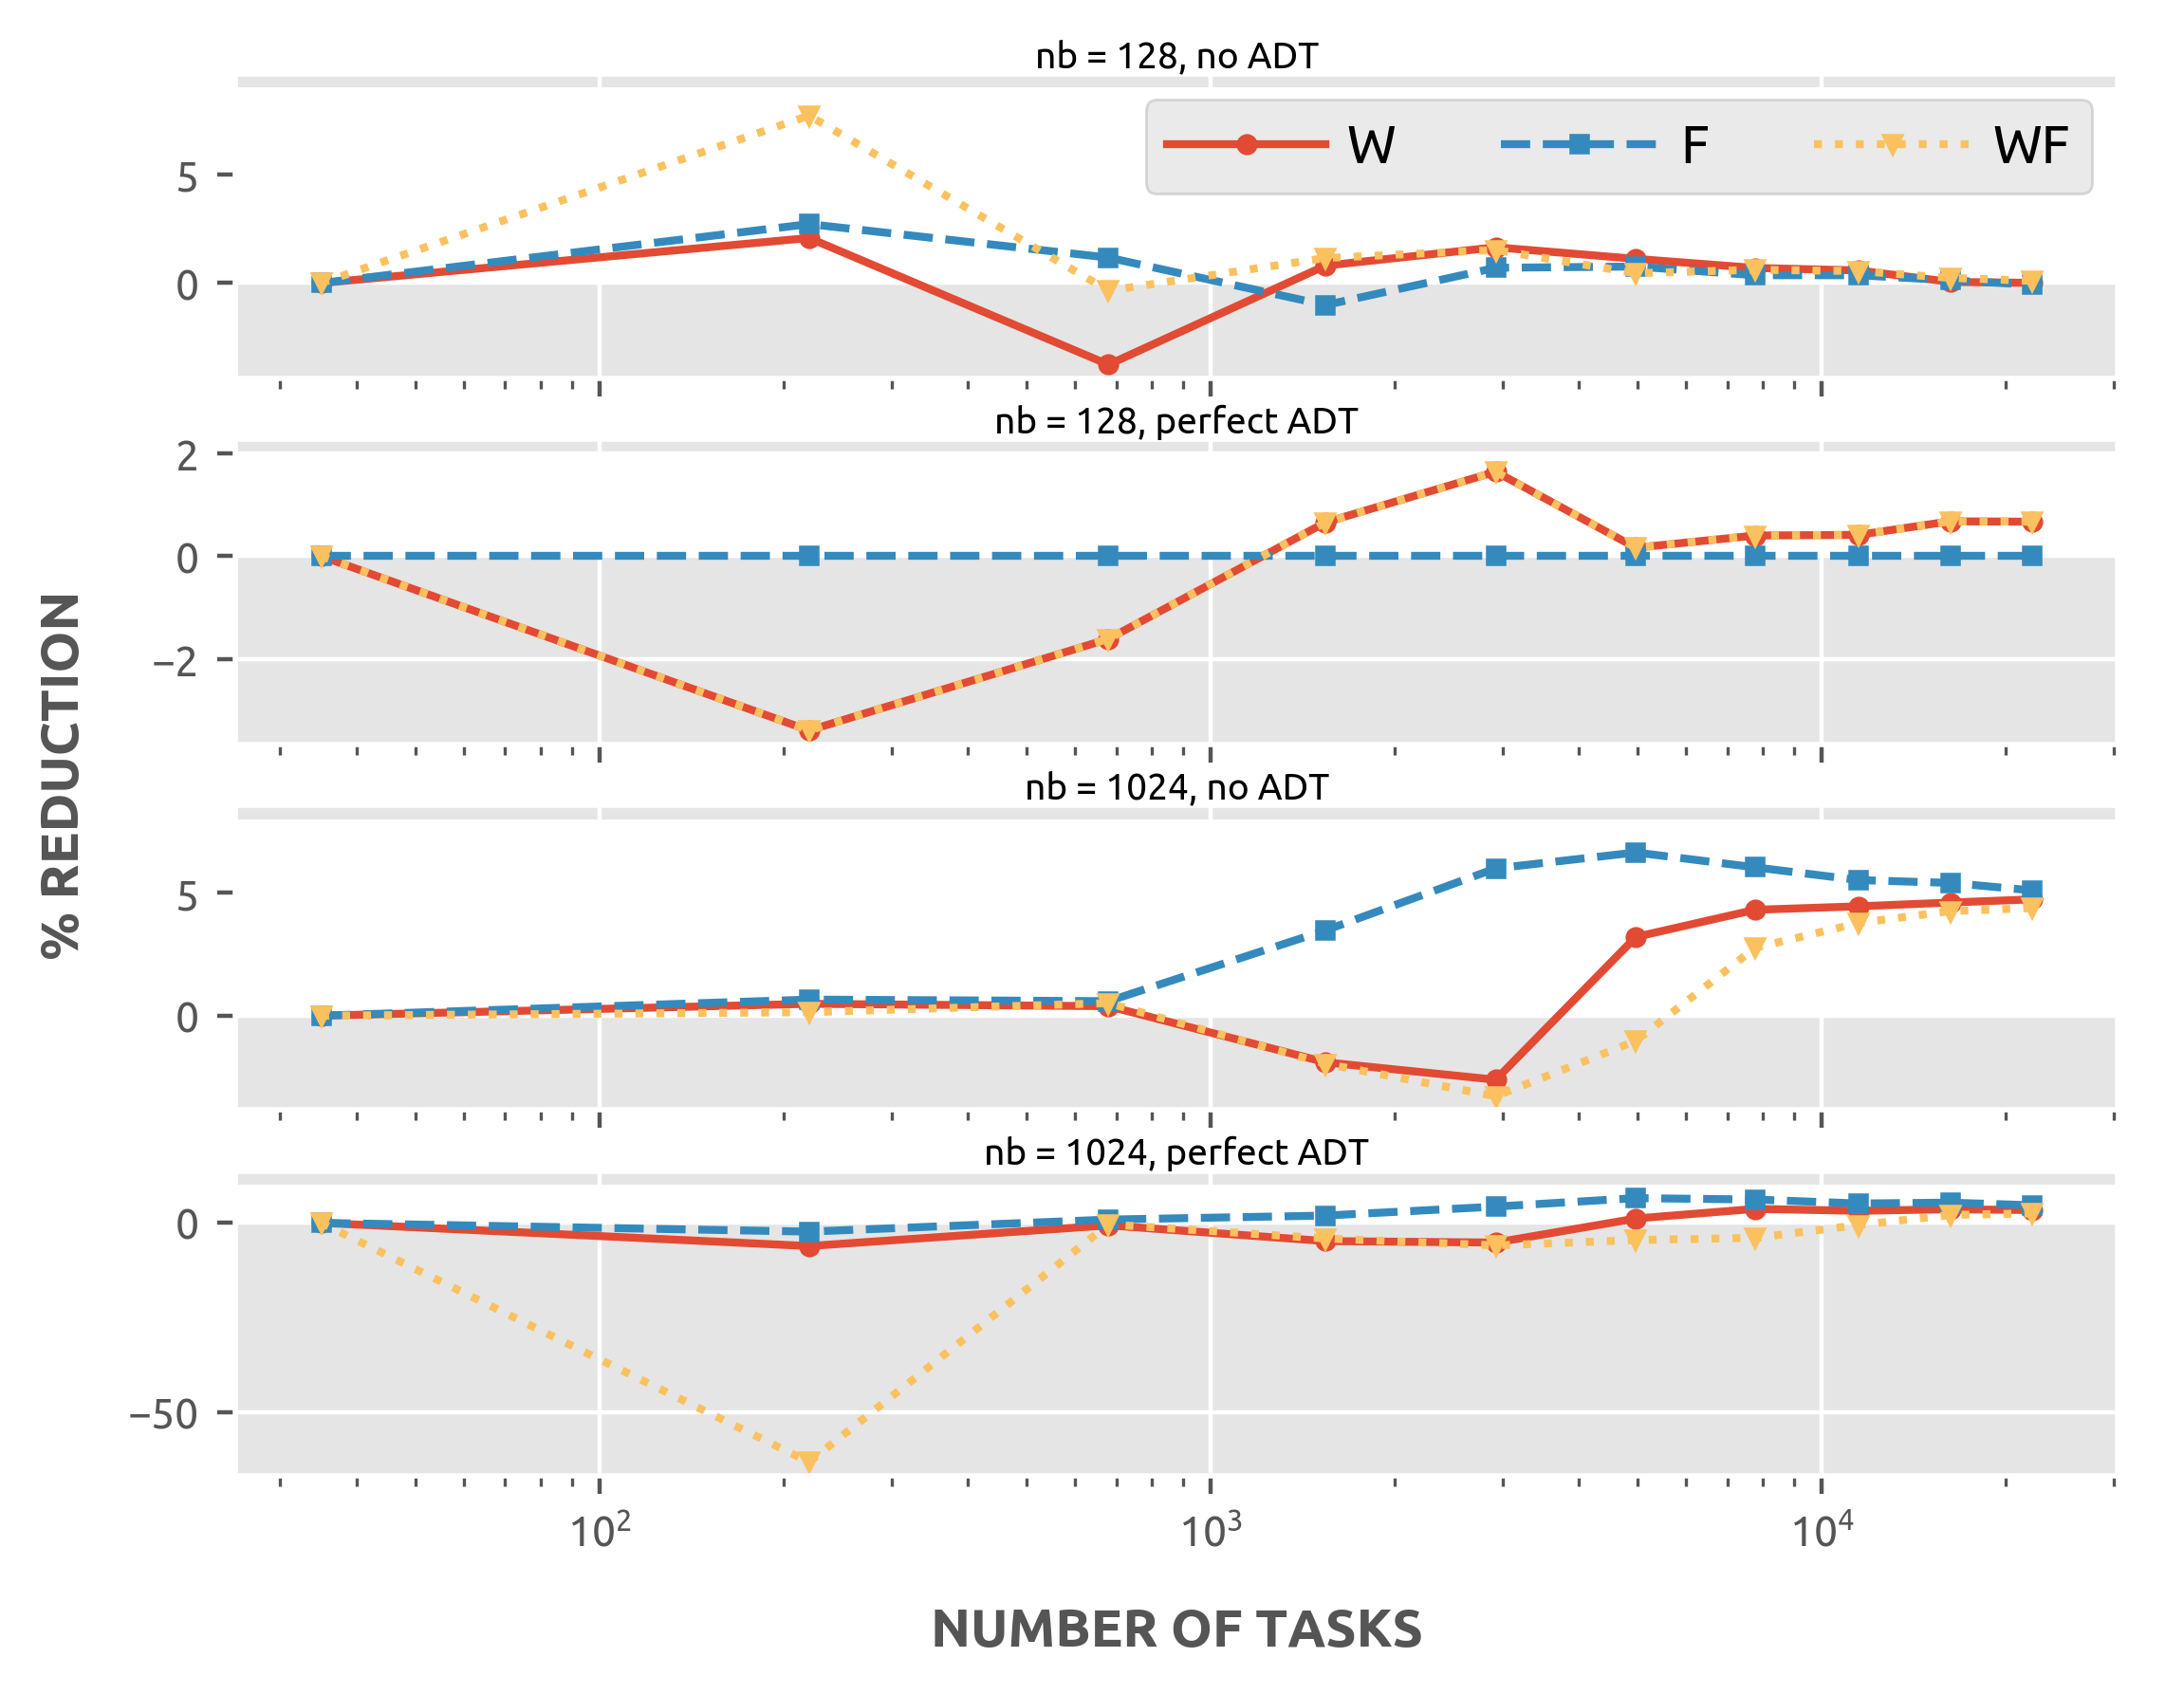 nb = 128, no ADT
W F WF
5
0
nb = 128, perfect ADT
2
0
−2
nb = 1024, no ADT
5
0
nb = 1024, perfect ADT
0
−50
10² 10³ 10⁴
% REDUCTION
NUMBER OF TASKS